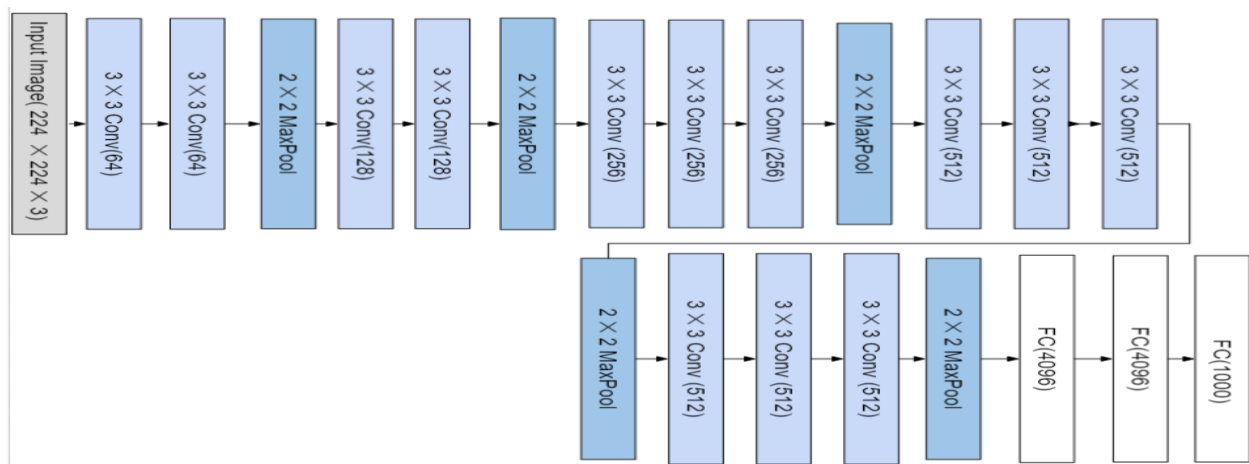 Input Image( 224 X 224 X 3)
3 X 3 Conv(64)
3 X 3 Conv(64)
2 X 2 MaxPool
3 X 3 Conv(128)
3 X 3 Conv(128)
2 X 2 MaxPool
3 X 3 Conv (256)
3 X 3 Conv (256)
3 X 3 Conv (256)
2 X 2 MaxPool
3 X 3 Conv (512)
3 X 3 Conv (512)
3 X 3 Conv (512)
2 X 2 MaxPool
3 X 3 Conv (512)
3 X 3 Conv (512)
3 X 3 Conv (512)
2 X 2 MaxPool
FC(4096)
FC(4096)
FC(1000)